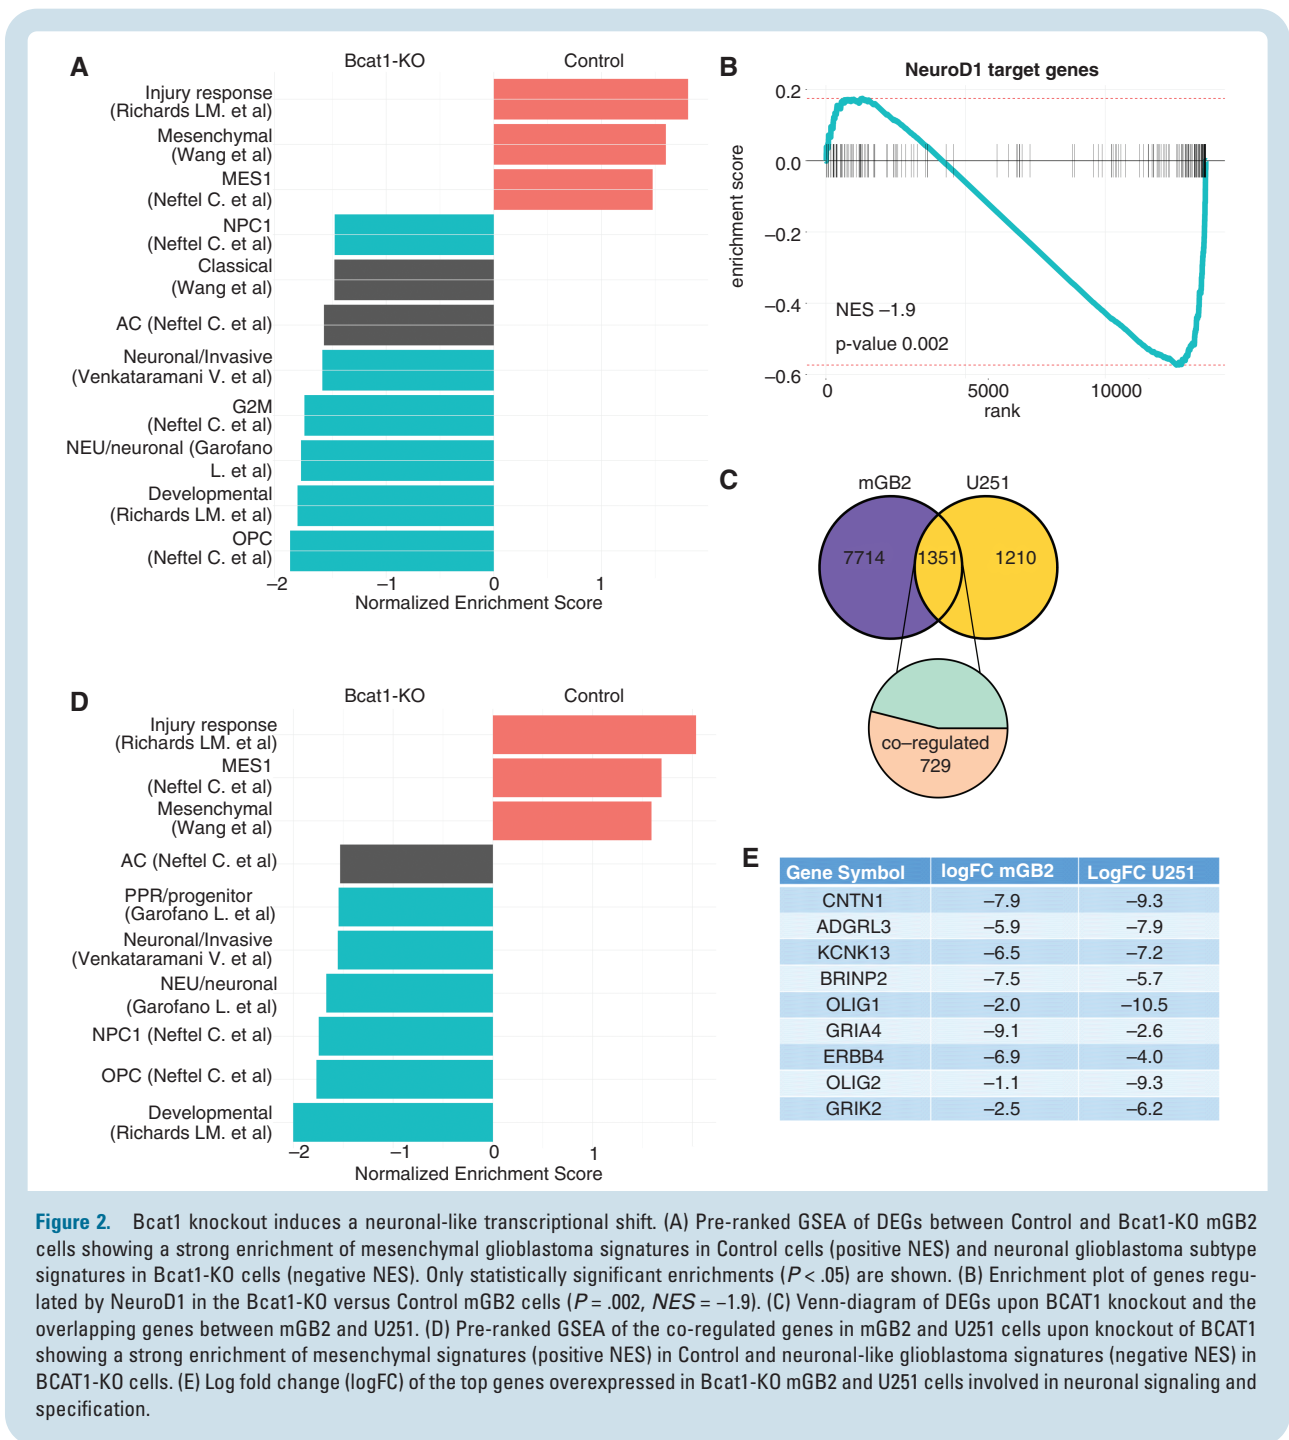 A
Bcat1-KO
Control
Injury response
(Richards LM. et al)
Mesenchymal
(Wang et al)
MES1
(Neftel C. et al)
NPC1
(Neftel C. et al)
Classical
(Wang et al)
AC (Neftel C. et al)
Neuronal/Invasive
(Venkataramani V. et al)
G2M
(Neftel C. et al)
NEU/neuronal (Garofano
L. et al)
Developmental
(Richards LM. et al)
OPC
(Neftel C. et al)
–2 –1 0 1
Normalized Enrichment Score
B
NeuroD1 target genes
enrichment score
0.2
0.0
–0.2
–0.4
–0.6
NES –1.9
p-value 0.002
0 5000 10000
rank
C
mGB2 U251
7714 1351 1210
co–regulated
729
D
Bcat1-KO
Control
Injury response
(Richards LM. et al)
MES1
(Neftel C. et al)
Mesenchymal
(Wang et al)
AC (Neftel C. et al)
PPR/progenitor
(Garofano L. et al)
Neuronal/Invasive
(Venkataramani V. et al)
NEU/neuronal
(Garofano L. et al)
NPC1 (Neftel C. et al)
OPC (Neftel C. et al)
Developmental
(Richards LM. et al)
–2 –1 0 1
Normalized Enrichment Score
E
Gene Symbol logFC mGB2 LogFC U251
CNTN1 –7.9 –9.3
ADGRL3 –5.9 –7.9
KCNK13 –6.5 –7.2
BRINP2 –7.5 –5.7
OLIG1 –2.0 –10.5
GRIA4 –9.1 –2.6
ERBB4 –6.9 –4.0
OLIG2 –1.1 –9.3
GRIK2 –2.5 –6.2
Figure 2. Bcat1 knockout induces a neuronal-like transcriptional shift. (A) Pre-ranked GSEA of DEGs between Control and Bcat1-KO mGB2
cells showing a strong enrichment of mesenchymal glioblastoma signatures in Control cells (positive NES) and neuronal glioblastoma subtype
signatures in Bcat1-KO cells (negative NES). Only statistically significant enrichments (P < .05) are shown. (B) Enrichment plot of genes regu-
lated by NeuroD1 in the Bcat1-KO versus Control mGB2 cells (P = .002, NES = –1.9). (C) Venn-diagram of DEGs upon BCAT1 knockout and the
overlapping genes between mGB2 and U251. (D) Pre-ranked GSEA of the co-regulated genes in mGB2 and U251 cells upon knockout of BCAT1
showing a strong enrichment of mesenchymal signatures (positive NES) in Control and neuronal-like glioblastoma signatures (negative NES) in
BCAT1-KO cells. (E) Log fold change (logFC) of the top genes overexpressed in Bcat1-KO mGB2 and U251 cells involved in neuronal signaling and
specification.